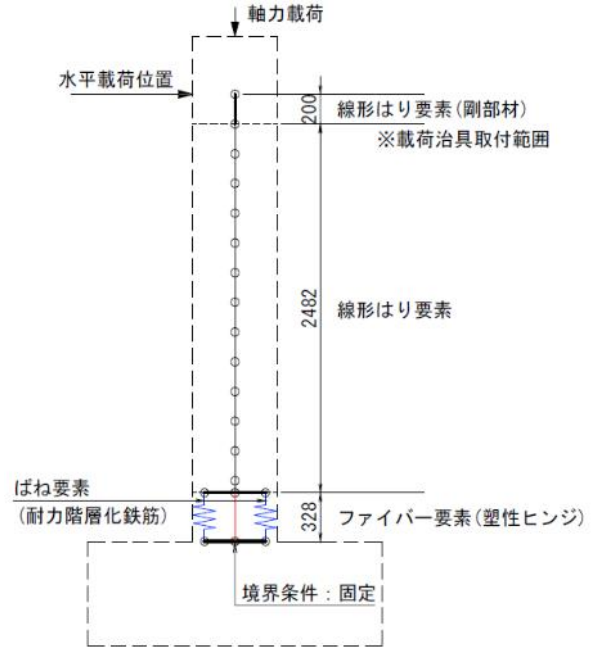 軸力載荷
水平載荷位置
200
線形はり要素(剛部材)
※載荷治具取付範囲
2482
線形はり要素
ばね要素
(耐力階層化鉄筋)
328
ファイバー要素(塑性ヒンジ)
境界条件：固定